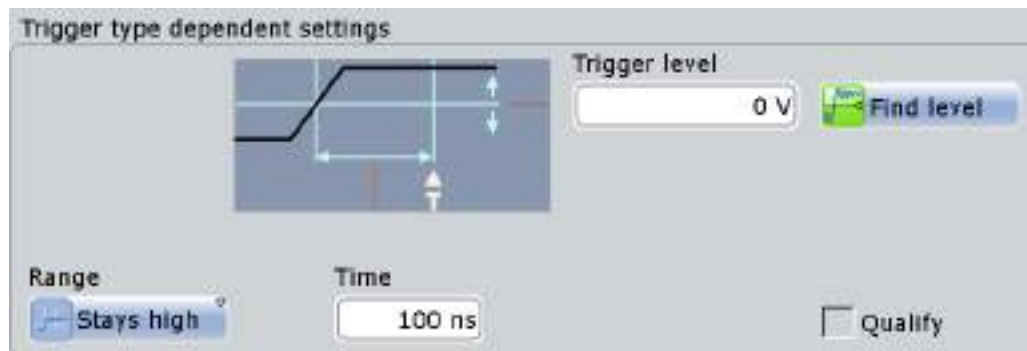 Trigger type dependent settings
Trigger level
0 V
Find level
Range
Time
Stays high
100 ns
Qualify